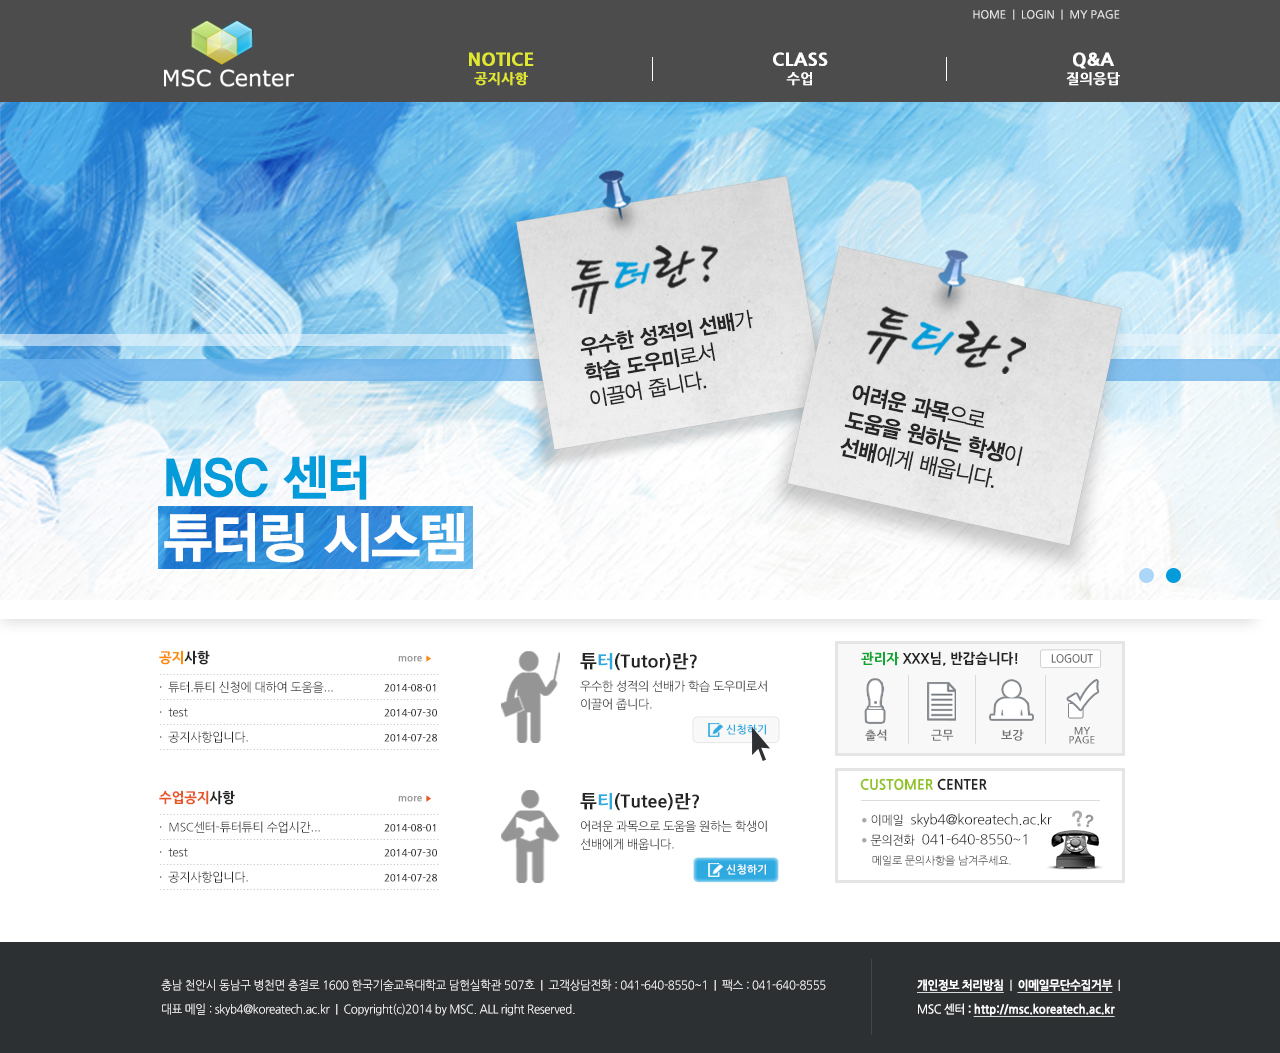 HOME | LOGIN | MY PAGE
MSC Center
NOTICE
공지사항
CLASS
수업
Q&A
질의응답
튜터란?
우수한 성적의 선배가
학습 도우미로서
이끌어 줍니다.
튜티란?
어려운 과목으로
도움을 원하는 학생이
선배에게 배웁니다.
MSC 센터
튜터링 시스템
공지사항
more
· 튜터.튜티 신청에 대하여 도움을... 2014-08-01
· test 2014-07-30
· 공지사항입니다. 2014-07-28
수업공지사항
more
· MSC센터-튜터튜티 수업시간... 2014-08-01
· test 2014-07-30
· 공지사항입니다. 2014-07-28
튜터(Tutor)란?
우수한 성적의 선배가 학습 도우미로서
이끌어 줍니다.
신청하기
튜티(Tutee)란?
어려운 과목으로 도움을 원하는 학생이
선배에게 배웁니다.
신청하기
관리자 XXX님, 반갑습니다!
LOGOUT
출석
근무
보강
MY
PAGE
CUSTOMER CENTER
이메일 skyb4@koreatech.ac.kr
문의전화 041-640-8550~1
메일로 문의사항을 남겨주세요.
??
충남 천안시 동남구 병천면 충절로 1600 한국기술교육대학교 담헌실학관 507호 | 고객상담전화 : 041-640-8550~1 | 팩스 : 041-640-8555
대표 메일 : skyb4@koreatech.ac.kr | Copyright(c)2014 by MSC. ALL right Reserved.
개인정보 처리방침 | 이메일무단수집거부 |
MSC 센터 : http://msc.koreatech.ac.kr